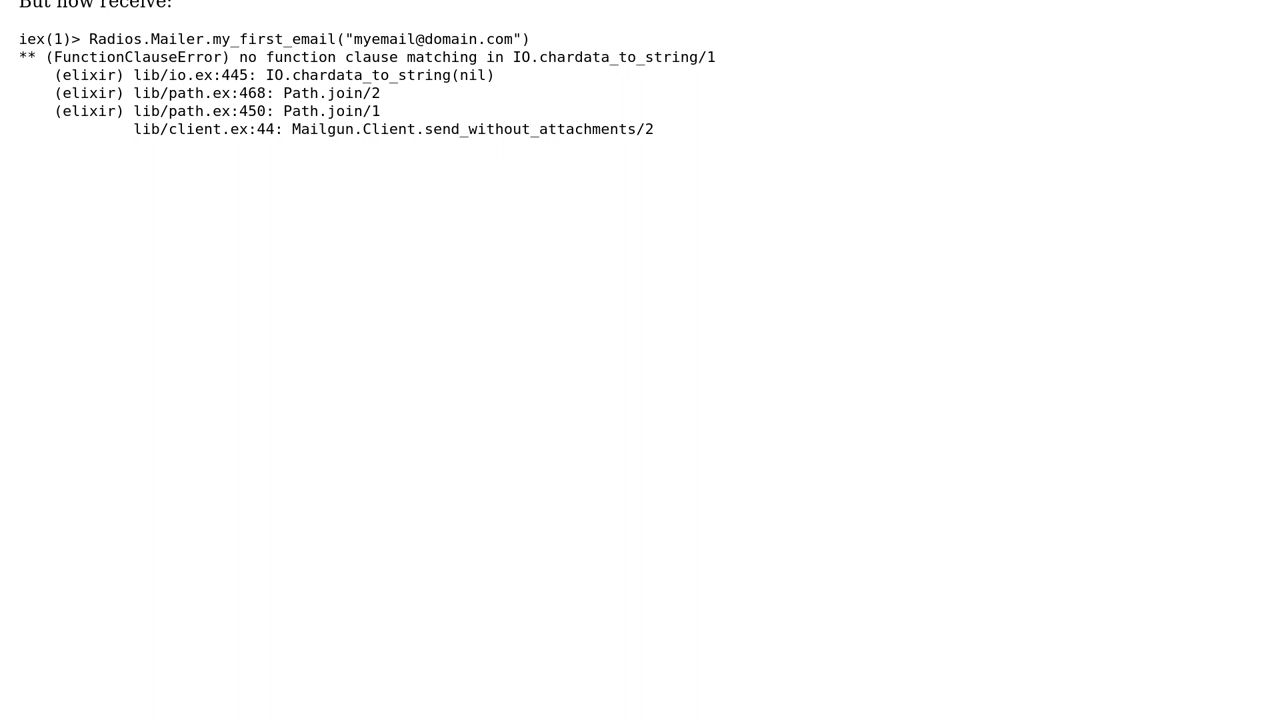 But now receive:
iex(1)> Radios.Mailer.my_first_email("myemail@domain.com")
** (FunctionClauseError) no function clause matching in IO.chardata_to_string/1
    (elixir) lib/io.ex:445: IO.chardata_to_string(nil)
    (elixir) lib/path.ex:468: Path.join/2
    (elixir) lib/path.ex:450: Path.join/1
             lib/client.ex:44: Mailgun.Client.send_without_attachments/2